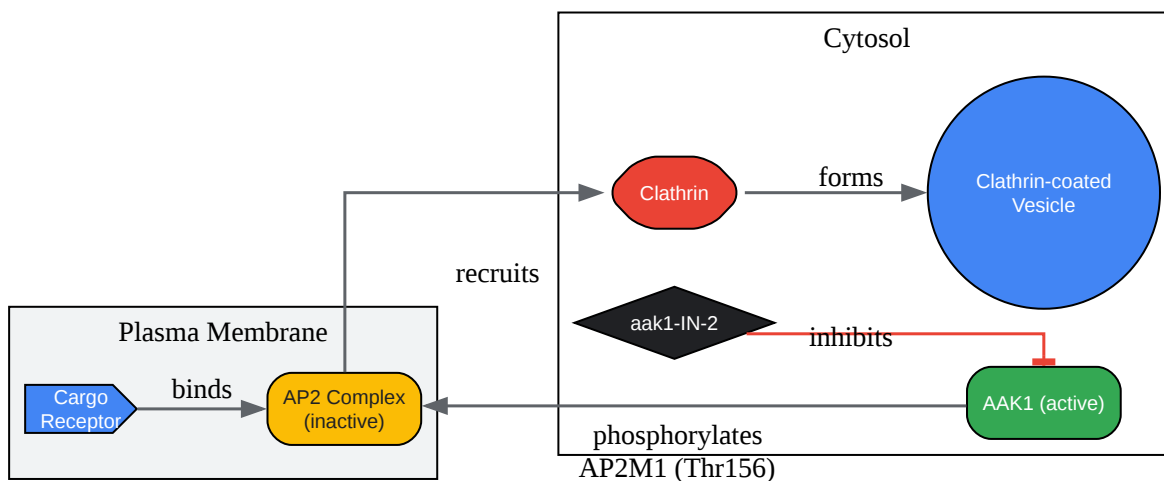 Cytosol
Clathrin
forms
Clathrin-coated
Vesicle
recruits
aak1-IN-2
inhibits
Plasma Membrane
Cargo
Receptor
binds
AP2 Complex
(inactive)
AAK1 (active)
phosphorylates
AP2M1 (Thr156)